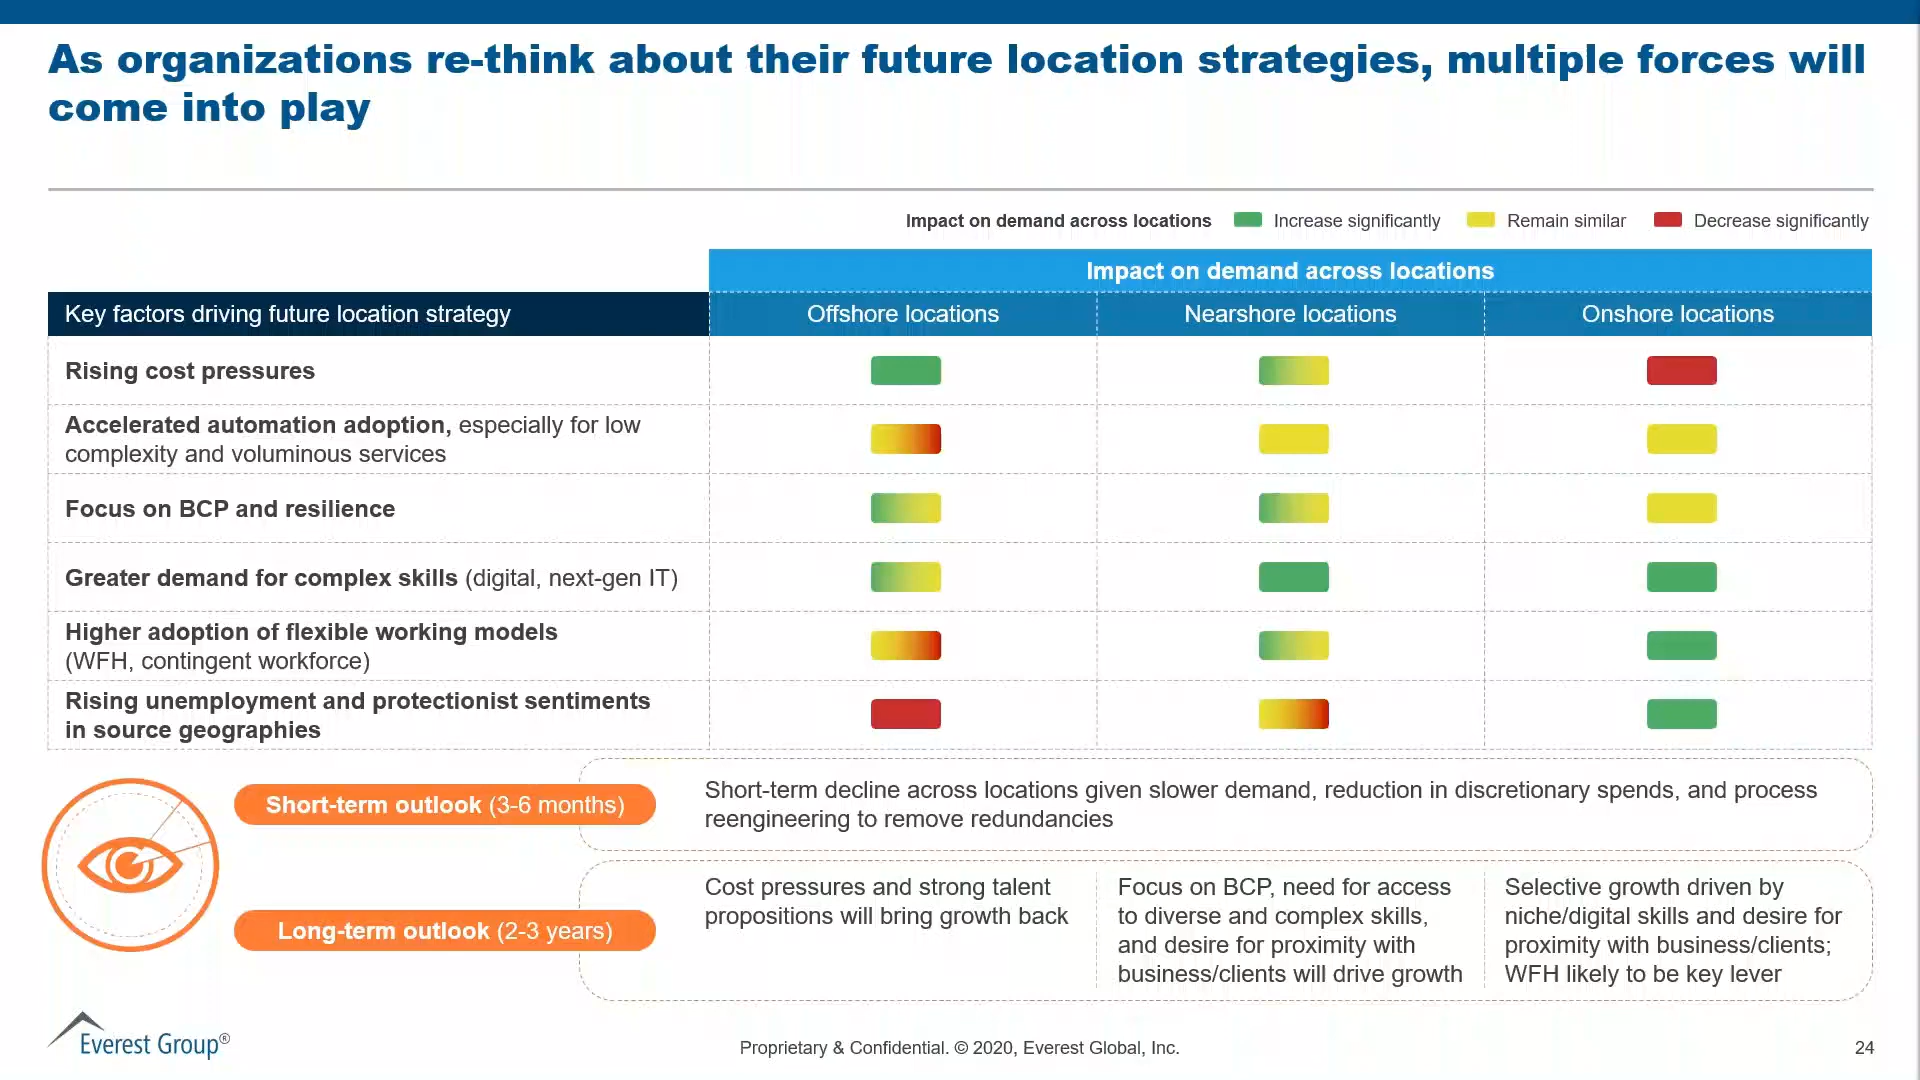 As organizations re-think about their future location strategies, multiple forces will
come into play
Impact on demand across locations Increase significantly Remain similar Decrease significantly
Impact on demand across locations
Key factors driving future location strategy Offshore locations Nearshore locations Onshore locations
Rising cost pressures
Accelerated automation adoption, especially for low
complexity and voluminous services
Focus on BCP and resilience
Greater demand for complex skills (digital, next-gen IT)
Higher adoption of flexible working models
(WFH, contingent workforce)
Rising unemployment and protectionist sentiments
in source geographies
Short-term outlook (3-6 months)
Short-term decline across locations given slower demand, reduction in discretionary spends, and process
reengineering to remove redundancies
Long-term outlook (2-3 years)
Cost pressures and strong talent
propositions will bring growth back
Focus on BCP, need for access
to diverse and complex skills,
and desire for proximity with
business/clients will drive growth
Selective growth driven by
niche/digital skills and desire for
proximity with business/clients;
WFH likely to be key lever
Everest Group®
Proprietary & Confidential. © 2020, Everest Global, Inc.
24